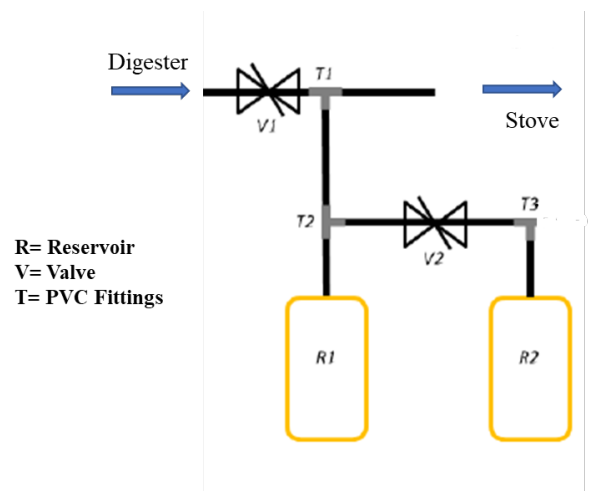 Digester
T1
V1
Stove
T2
T3
V2
R= Reservoir
V= Valve
T= PVC Fittings
R1
R2